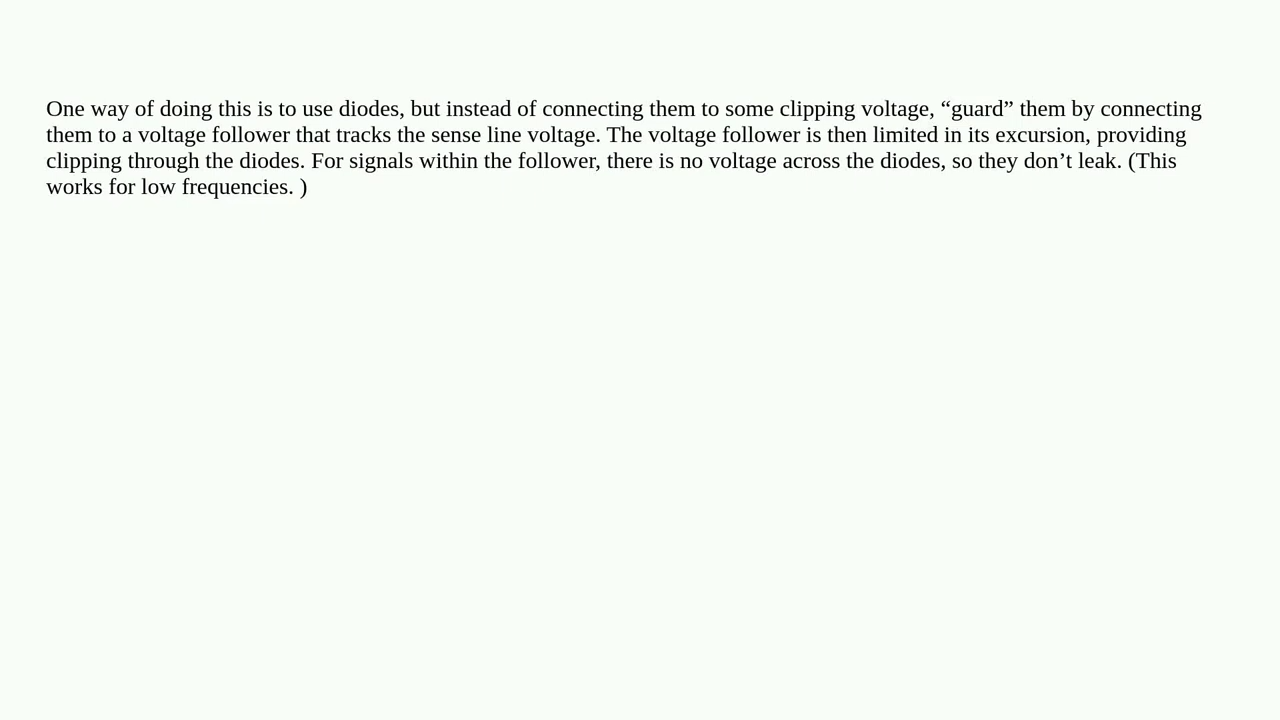 One way of doing this is to use diodes, but instead of connecting them to some clipping voltage, “guard” them by connecting
them to a voltage follower that tracks the sense line voltage. The voltage follower is then limited in its excursion, providing
clipping through the diodes. For signals within the follower, there is no voltage across the diodes, so they don’t leak. (This
works for low frequencies. )